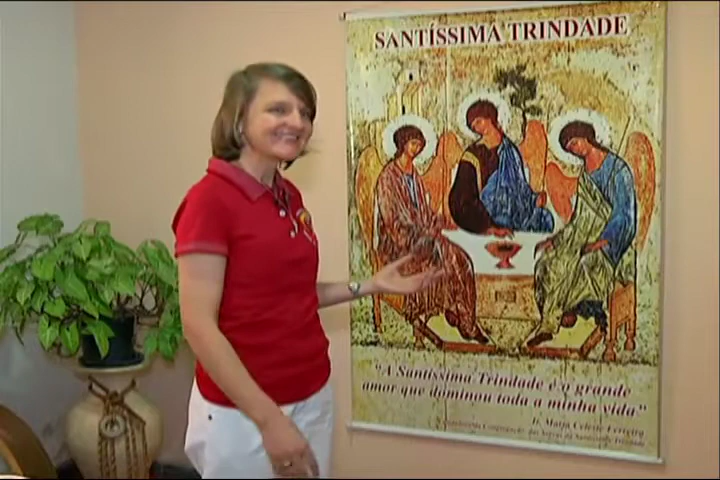 SANTÍSSIMA TRINDADE
"A Santíssima Trindade é o grande
amor que dominou toda a minha vida"